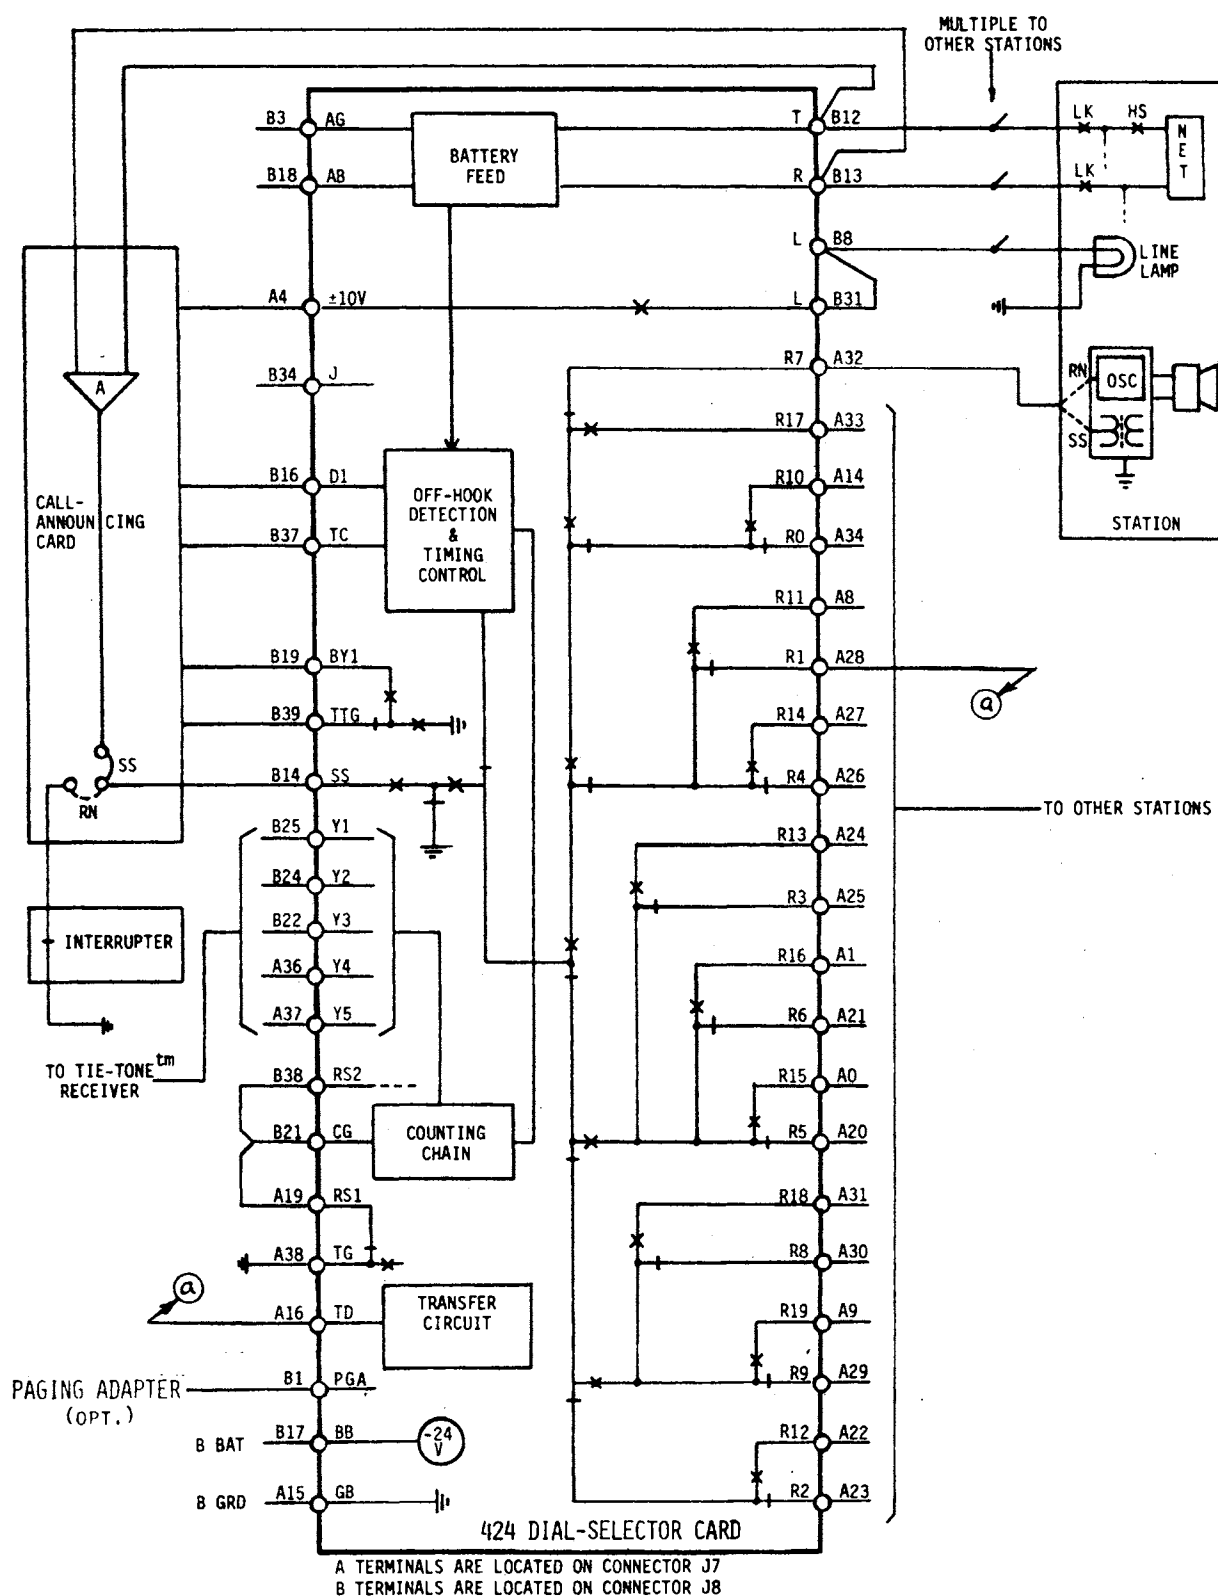 MULTIPLE TO
OTHER STATIONS
B3 AG
BATTERY
FEED
T B12
LK HS
NET
B18 AB
R B13
LK
L B8
LINE
LAMP
A4 ±10V
L B31
R7 A32
B34 J
A
RN
OSC
SS
STATION
R17 A33
R10 A14
R0 A34
B16 D1
OFF-HOOK
DETECTION
&
TIMING
CONTROL
CALL-
ANNOUNCING
CARD
B37 TC
R11 A8
R1 A28
a
B19 BY1
B39 TTG
R14 A27
R4 A26
SS
RN
B14 SS
TO OTHER STATIONS
B25 Y1
B24 Y2
B22 Y3
A36 Y4
A37 Y5
R13 A24
R3 A25
INTERRUPTER
R16 A1
R6 A21
TO TIE-TONE tm
RECEIVER
B38 RS2
R15 A0
B21 CG
COUNTING
CHAIN
R5 A20
A19 RS1
R18 A31
A38 TG
R8 A30
a
A16 TD
TRANSFER
CIRCUIT
R19 A9
PAGING ADAPTER
(OPT.)
B1 PGA
R9 A29
B BAT B17 BB
-24
V
R12 A22
B GRD A15 GB
R2 A23
424 DIAL-SELECTOR CARD
A TERMINALS ARE LOCATED ON CONNECTOR J7
B TERMINALS ARE LOCATED ON CONNECTOR J8